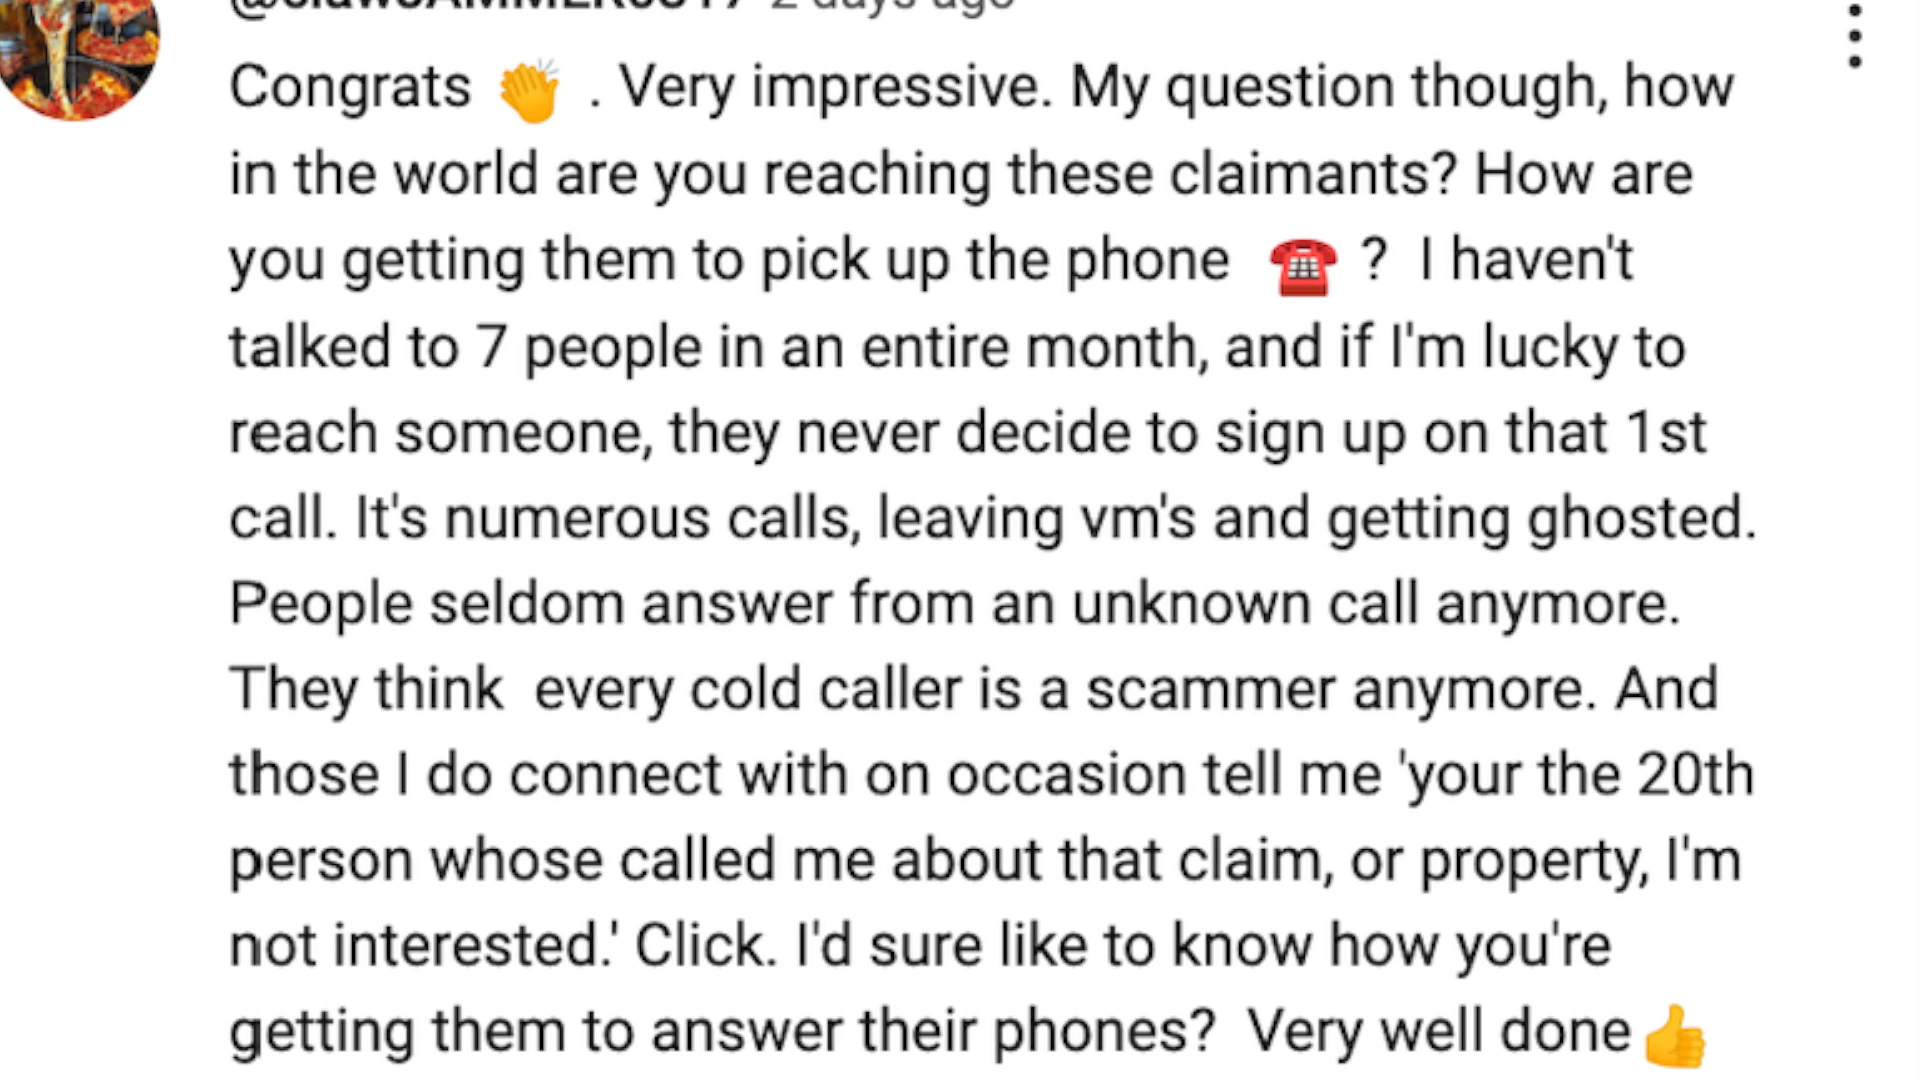 2 days ago
Congrats 👏 . Very impressive. My question though, how
in the world are you reaching these claimants? How are
you getting them to pick up the phone ☎️ ? I haven't
talked to 7 people in an entire month, and if I'm lucky to
reach someone, they never decide to sign up on that 1st
call. It's numerous calls, leaving vm's and getting ghosted.
People seldom answer from an unknown call anymore.
They think every cold caller is a scammer anymore. And
those I do connect with on occasion tell me 'your the 20th
person whose called me about that claim, or property, I'm
not interested.' Click. I'd sure like to know how you're
getting them to answer their phones? Very well done👍